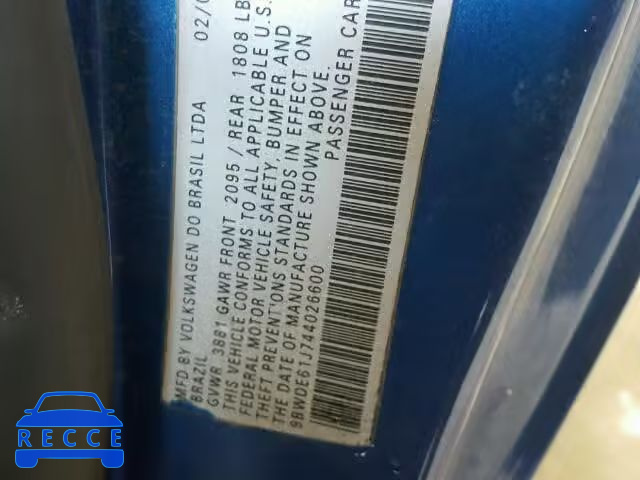 MFD BY VOLKSWAGEN DO BRASIL LTDA 02/0
BRAZIL
GVWR 3881 GAWR FRONT 2095 / REAR 1808 LB
THIS VEHICLE CONFORMS TO ALL APPLICABLE U.S.
FEDERAL MOTOR VEHICLE SAFETY, BUMPER AND
THEFT PREVENTIONS STANDARDS IN EFFECT ON
THE DATE OF MANUFACTURE SHOWN ABOVE.
9BWDE61J744026600 PASSENGER CAR
RECCE